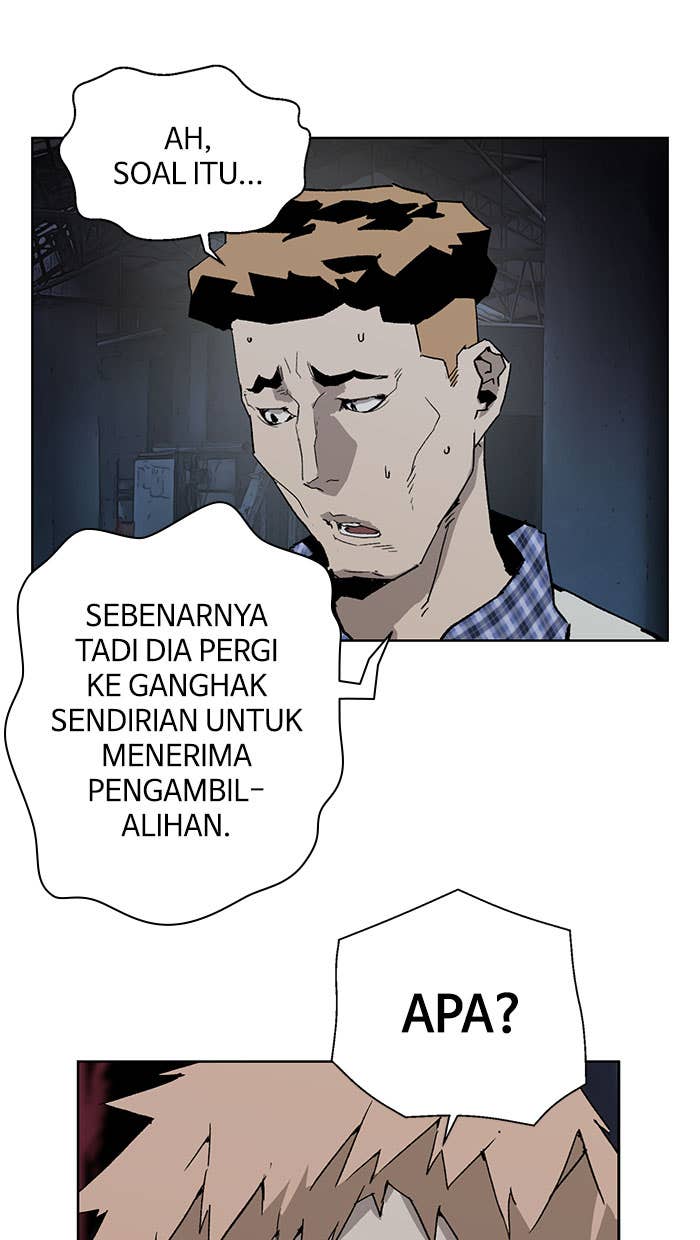 AH,
SOAL ITU...
SEBENARNYA
TADI DIA PERGI
KE GANGHAK
SENDIRIAN UNTUK
MENERIMA
PENGAMBIL-
ALIHAN.
APA?